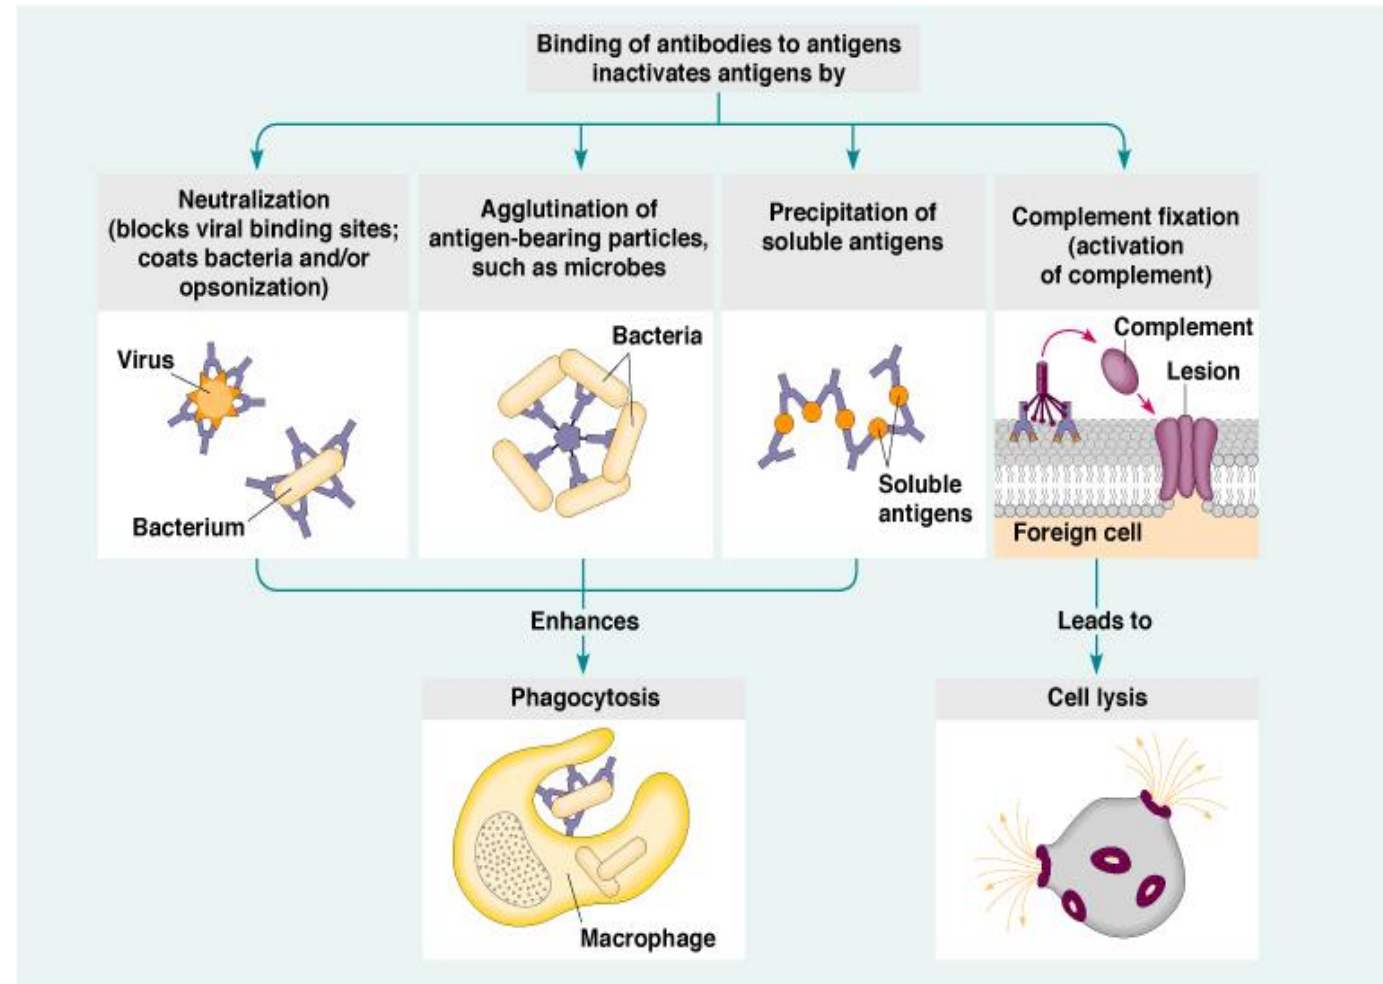 Binding of antibodies to antigens
inactivates antigens by
Neutralization
(blocks viral binding sites;
coats bacteria and/or
opsonization)
Agglutination of
antigen-bearing particles,
such as microbes
Precipitation of
soluble antigens
Complement fixation
(activation
of complement)
Virus
Bacterium
Bacteria
Soluble
antigens
Complement
Lesion
Foreign cell
Enhances
Leads to
Phagocytosis
Macrophage
Cell lysis